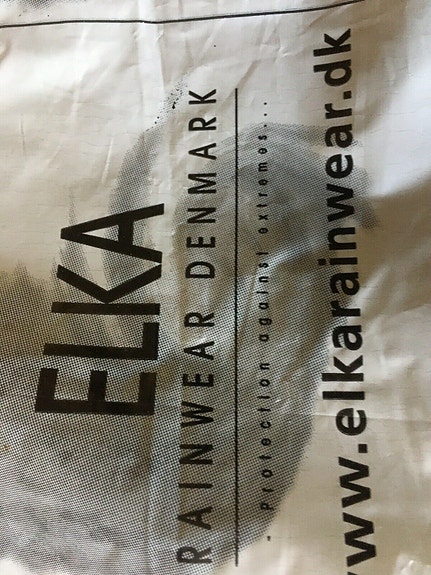 ELKA
RAINWEAR DENMARK
- Protection against extremes...
www.elkarainwear.dk